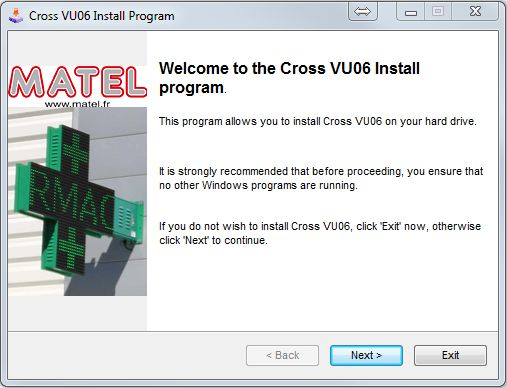 Cross VU06 Install Program
MATEL
www.matel.fr
RMAC
Welcome to the Cross VU06 Install
program.
This program allows you to install Cross VU06 on your hard drive.
It is strongly recommended that before proceeding, you ensure that
no other Windows programs are running.
If you do not wish to install Cross VU06, click 'Exit' now, otherwise
click 'Next' to continue.
< Back
Next >
Exit